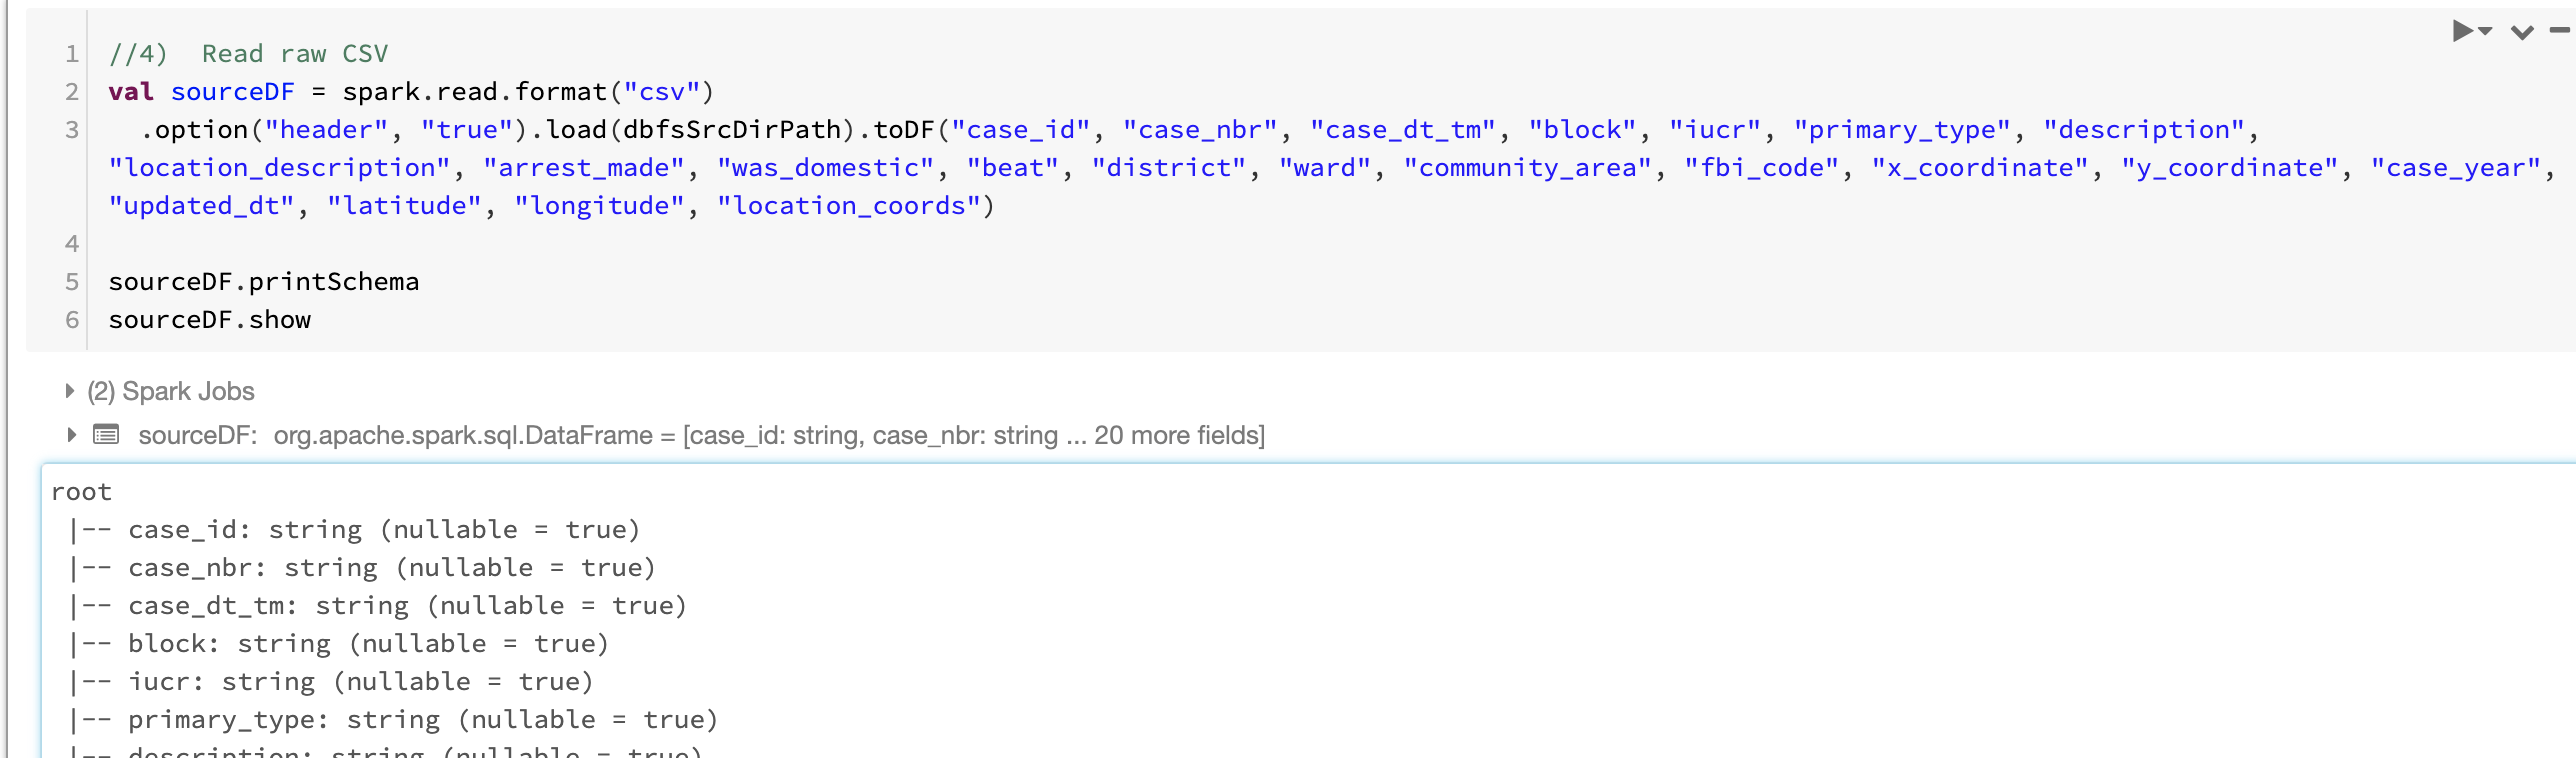 1 //4)  Read raw CSV
2 val sourceDF = spark.read.format("csv")
3   .option("header", "true").load(dbfsSrcDirPath).toDF("case_id", "case_nbr", "case_dt_tm", "block", "iucr", "primary_type", "description",
"location_description", "arrest_made", "was_domestic", "beat", "district", "ward", "community_area", "fbi_code", "x_coordinate", "y_coordinate", "case_year",
"updated_dt", "latitude", "longitude", "location_coords")
4
5 sourceDF.printSchema
6 sourceDF.show
(2) Spark Jobs
sourceDF: org.apache.spark.sql.DataFrame = [case_id: string, case_nbr: string ... 20 more fields]
root
 |-- case_id: string (nullable = true)
 |-- case_nbr: string (nullable = true)
 |-- case_dt_tm: string (nullable = true)
 |-- block: string (nullable = true)
 |-- iucr: string (nullable = true)
 |-- primary_type: string (nullable = true)
 |-- description: string (nullable = true)